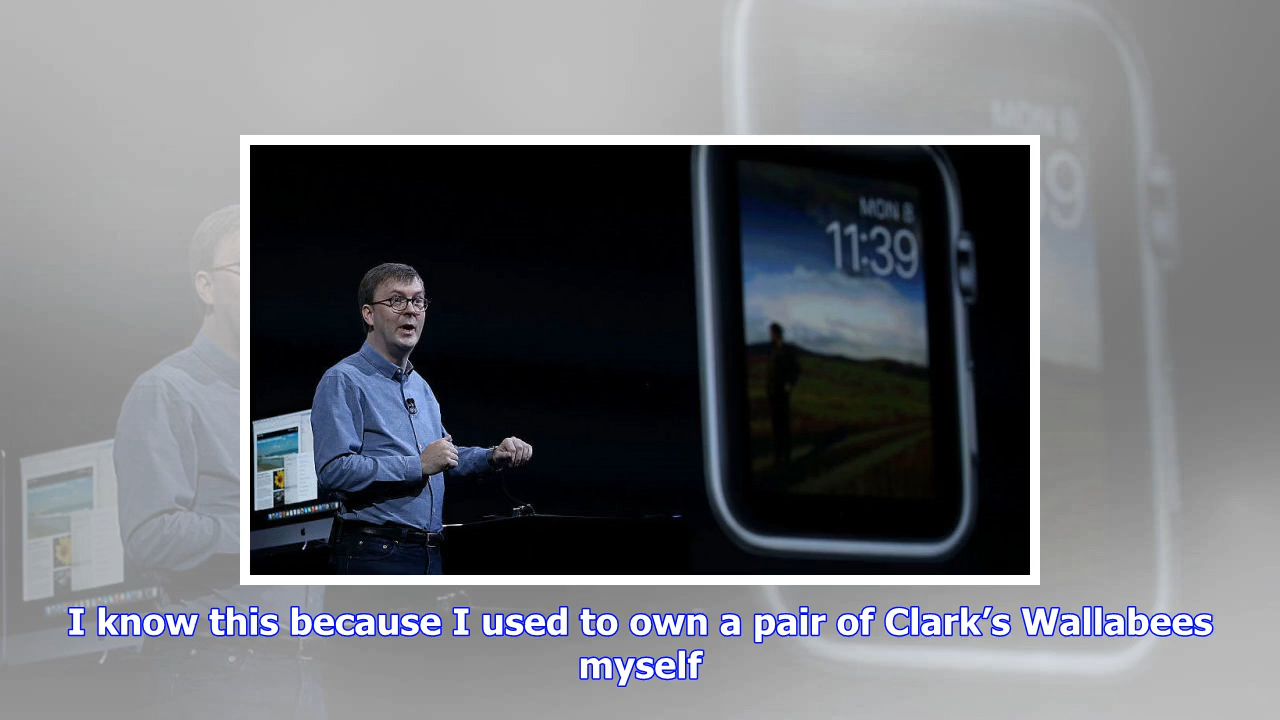 MON 8
11:39
I know this because I used to own a pair of Clark’s Wallabees
myself